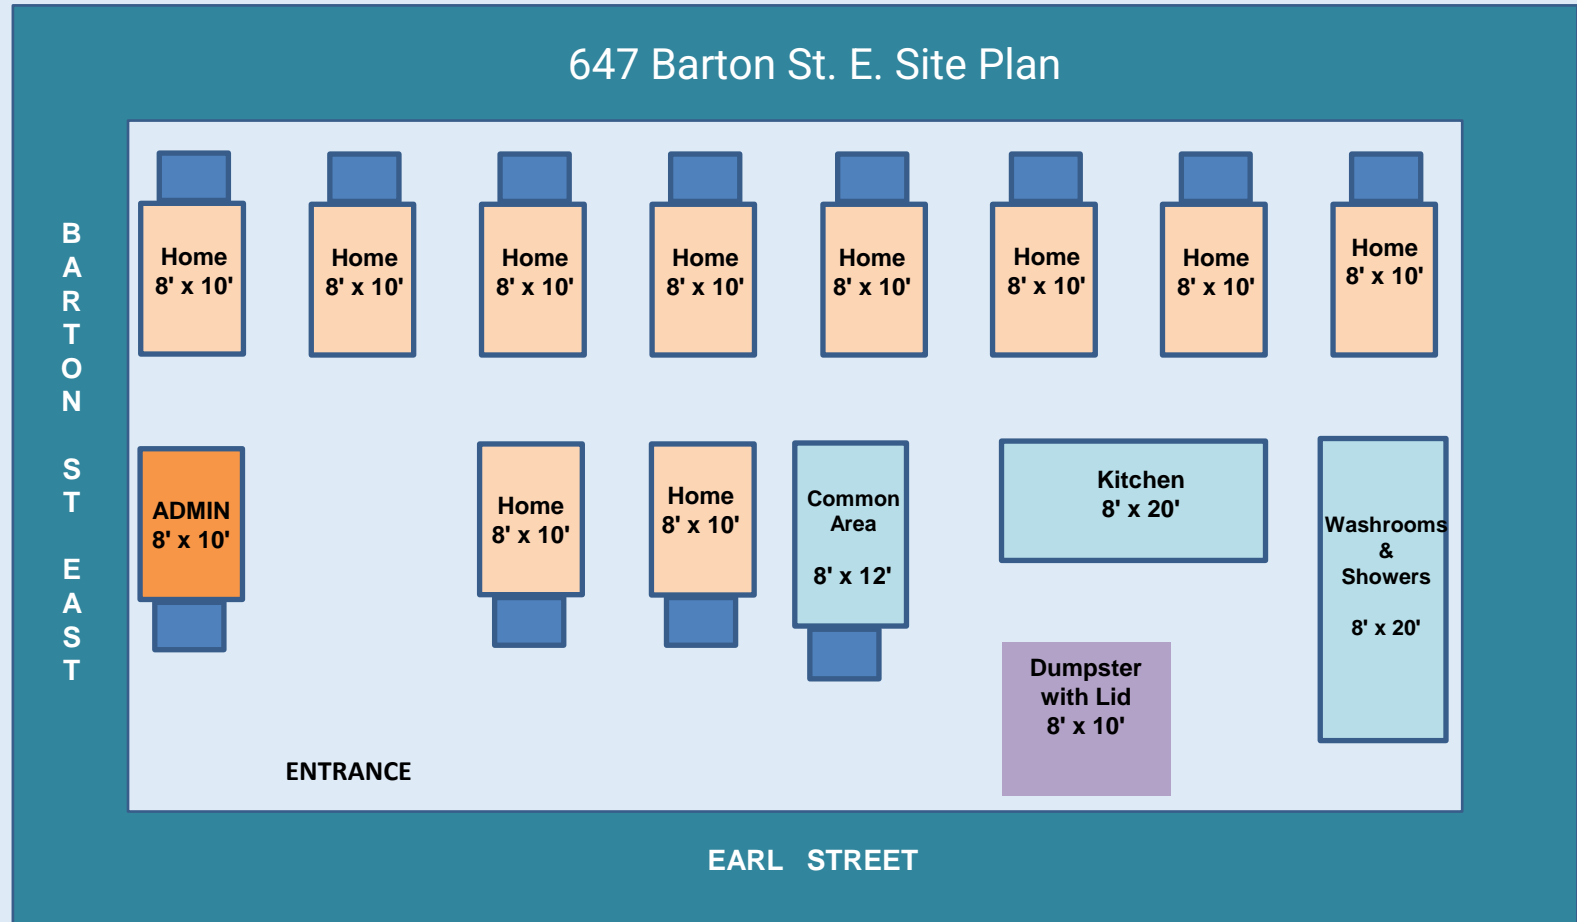 647 Barton St. E. Site Plan
BARTON ST EAST
Home
8' x 10'
Home
8' x 10'
Home
8' x 10'
Home
8' x 10'
Home
8' x 10'
Home
8' x 10'
Home
8' x 10'
Home
8' x 10'
ADMIN
8' x 10'
Home
8' x 10'
Home
8' x 10'
Common
Area
8' x 12'
Kitchen
8' x 20'
Washrooms
&
Showers
8' x 20'
Dumpster
with Lid
8' x 10'
ENTRANCE
EARL STREET